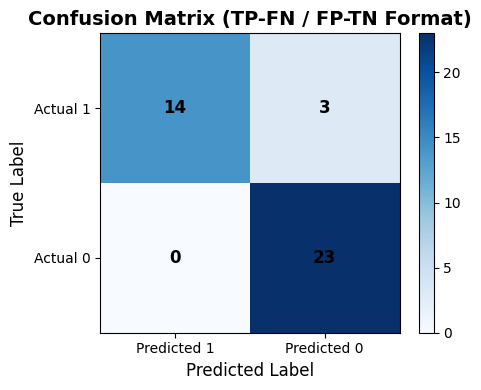 Confusion Matrix (TP-FN / FP-TN Format)
True Label
Actual 1
14
3
Actual 0
0
23
Predicted 1
Predicted 0
Predicted Label
20
15
10
5
0